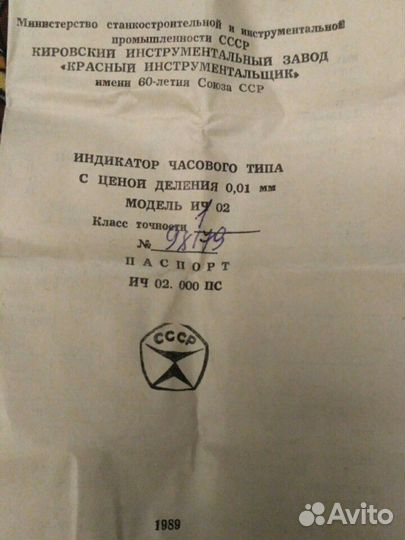 Министерство станкостроительной и инструментальной
промышленности СССР
КИРОВСКИЙ ИНСТРУМЕНТАЛЬНЫЙ ЗАВОД
«КРАСНЫЙ ИНСТРУМЕНТАЛЬЩИК»
имени 60-летия Союза ССР
ИНДИКАТОР ЧАСОВОГО ТИПА
С ЦЕНОЙ ДЕЛЕНИЯ 0,01 мм
МОДЕЛЬ ИЧ 02
Класс точности 1
№ 98179
ПАСПОРТ
ИЧ 02. 000 ПС
СССР
1989
Avito